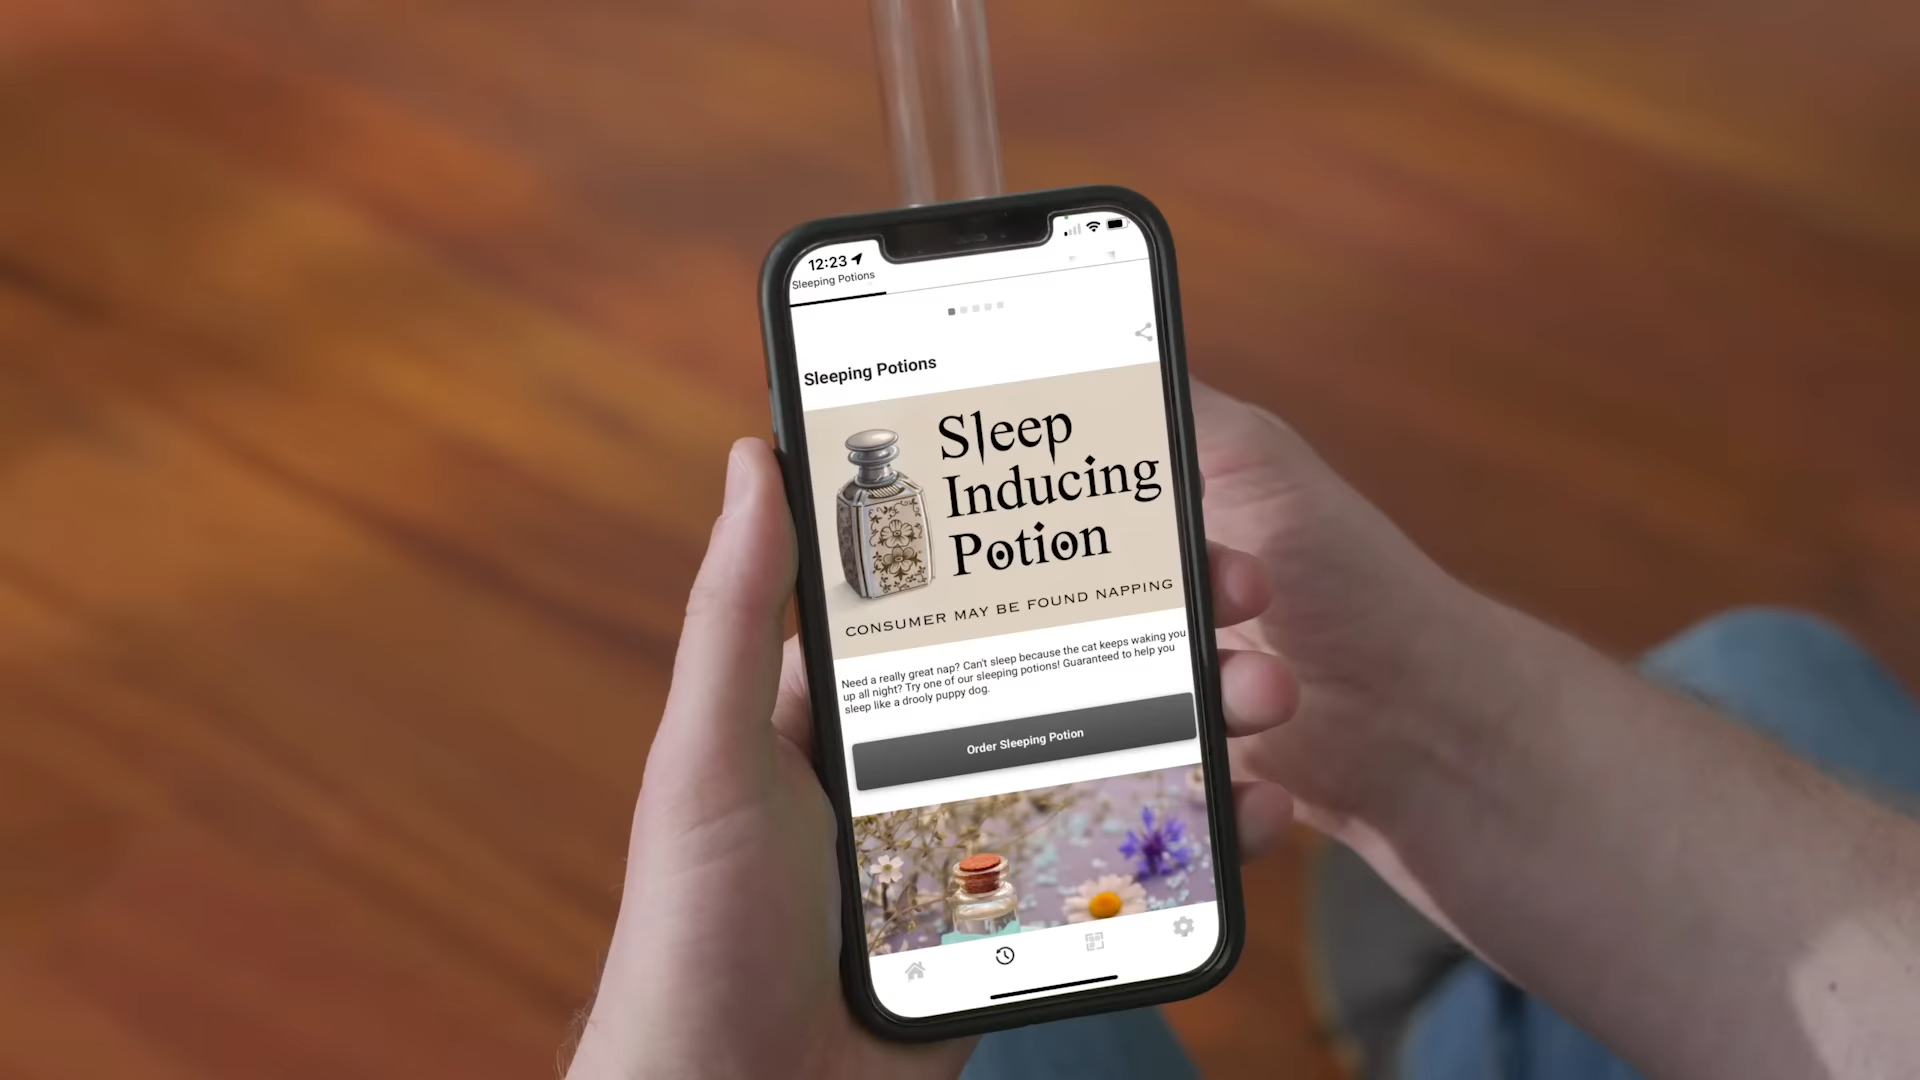 12:23
Sleeping Potions
Sleeping Potions
Sleep
Inducing
Potion
CONSUMER MAY BE FOUND NAPPING
Need a really great nap? Can't sleep because the cat keeps waking you
up all night? Try one of our sleeping potions! Guaranteed to help you
sleep like a drooly puppy dog.
Order Sleeping Potion